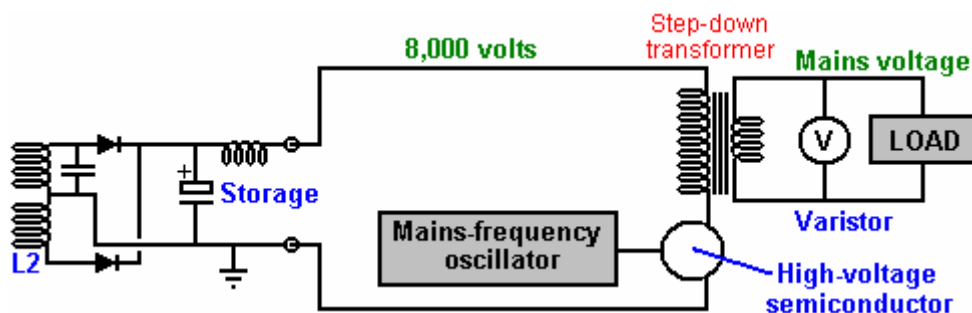 Step-down
transformer
8,000 volts
Mains voltage
V
LOAD
+
Storage
Varistor
Mains-frequency
oscillator
L2
High-voltage
semiconductor